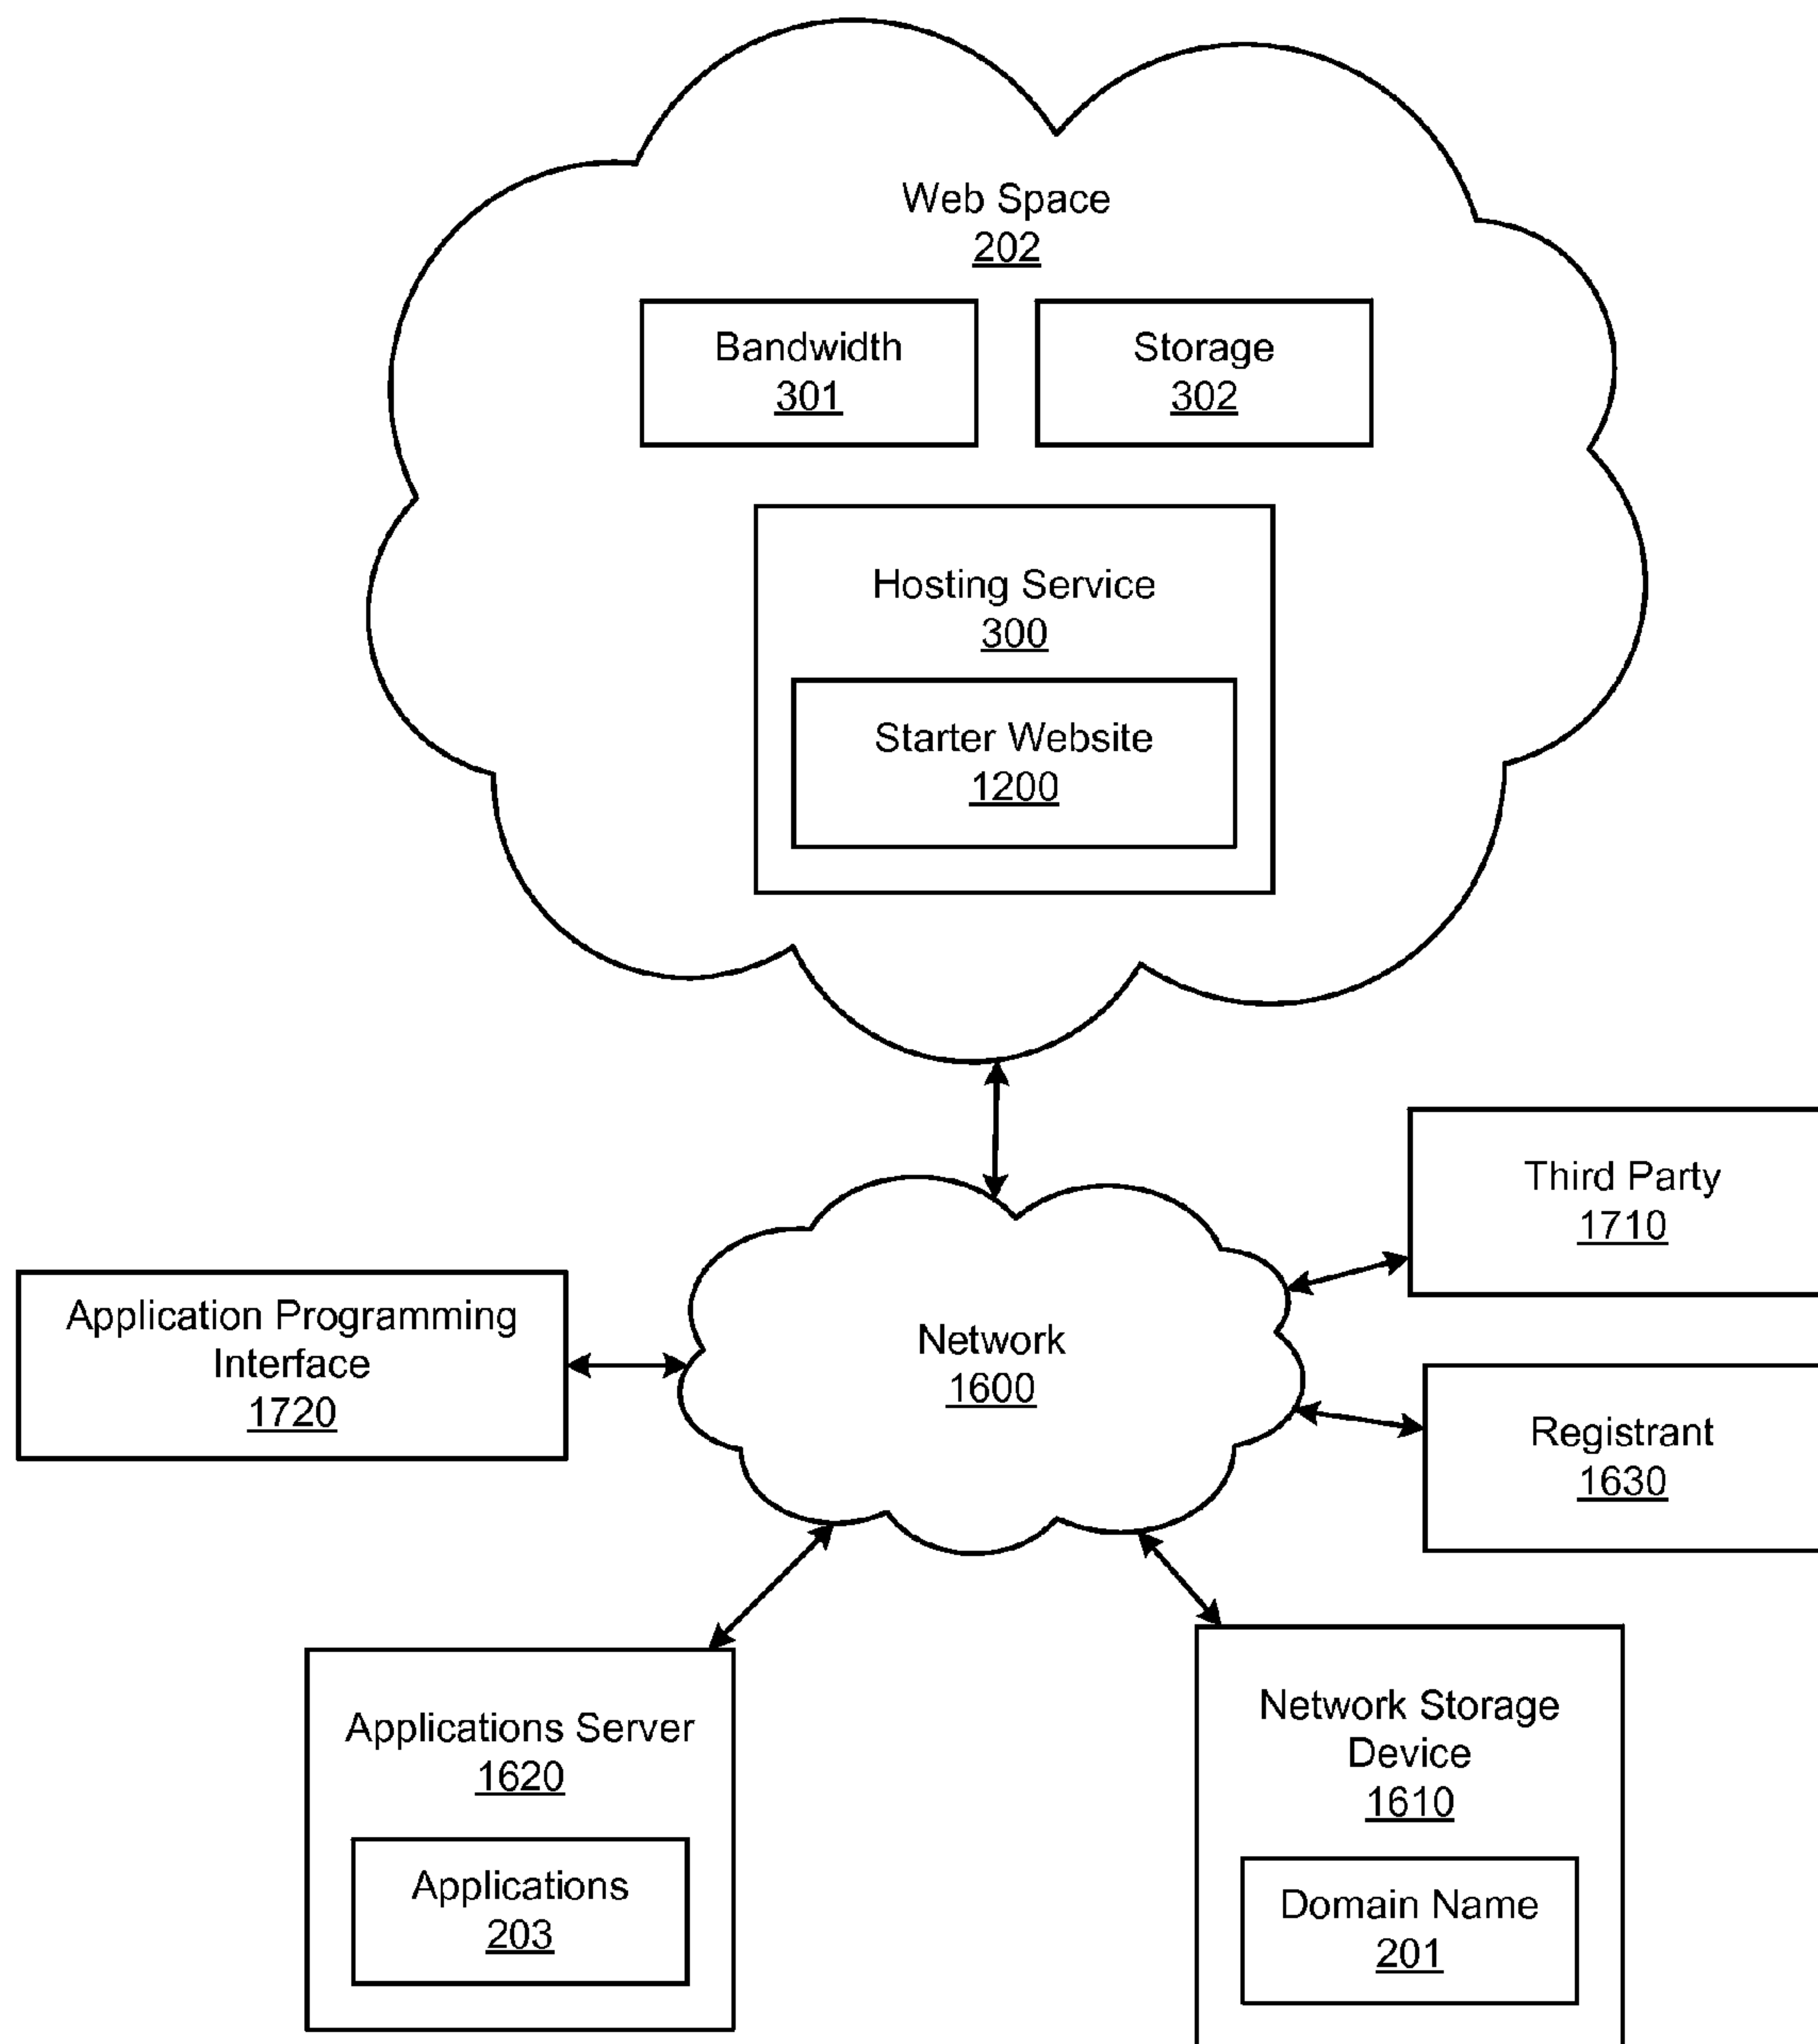 Web Space
202
Bandwidth
301
Storage
302
Hosting Service
300
Starter Website
1200
Third Party
1710
Application Programming
Interface
1720
Network
1600
Registrant
1630
Applications Server
1620
Applications
203
Network Storage
Device
1610
Domain Name
201